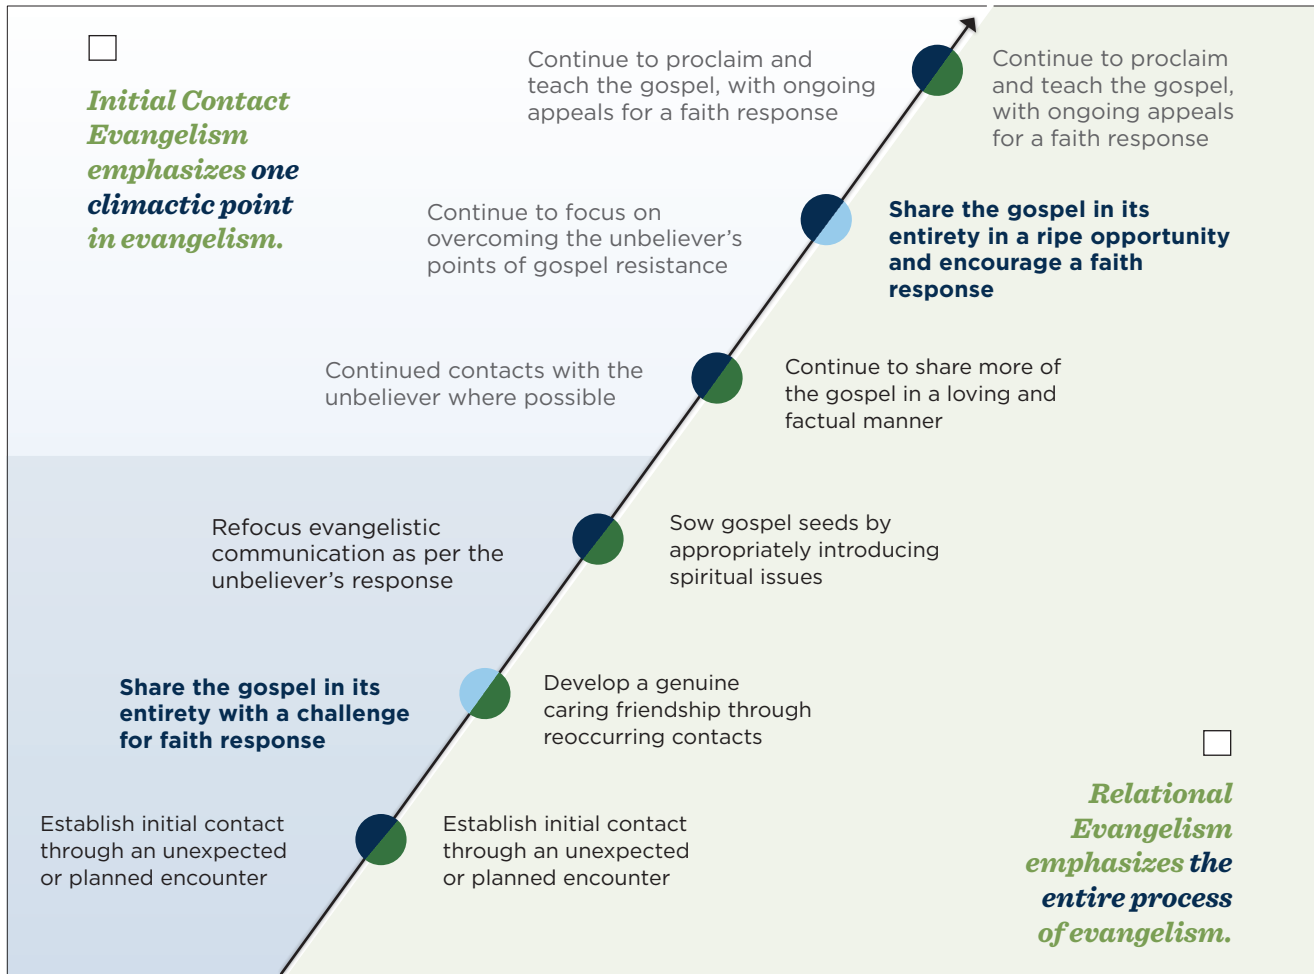 Initial Contact
Evangelism
emphasizes one
climactic point
in evangelism.
Continue to proclaim and
teach the gospel, with ongoing
appeals for a faith response
Continue to proclaim
and teach the gospel,
with ongoing appeals
for a faith response
Continue to focus on
overcoming the unbeliever’s
points of gospel resistance
Share the gospel in its
entirety in a ripe opportunity
and encourage a faith
response
Continued contacts with the
unbeliever where possible
Continue to share more of
the gospel in a loving and
factual manner
Refocus evangelistic
communication as per the
unbeliever’s response
Sow gospel seeds by
appropriately introducing
spiritual issues
Share the gospel in its
entirety with a challenge
for faith response
Develop a genuine
caring friendship through
reoccurring contacts
Establish initial contact
through an unexpected
or planned encounter
Establish initial contact
through an unexpected
or planned encounter
Relational
Evangelism
emphasizes the
entire process
of evangelism.